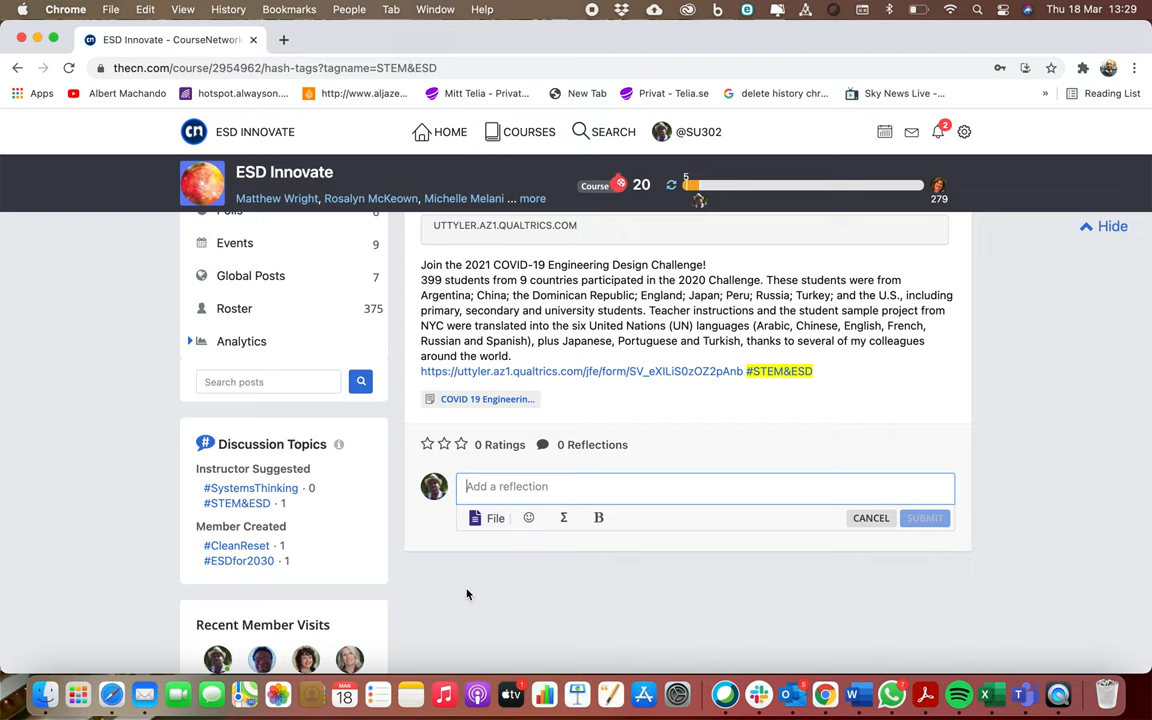 Chrome File Edit View History Bookmarks People Tab Window Help Thu 18 Mar 13:29
ESD Innovate - CourseNetwork
thecn.com/course/2954962/hash-tags?tagname=STEM&ESD
Apps Albert Machando hotspot.alwayson.... http://www.aljaze... Mitt Telia - Privat... New Tab Privat - Telia.se delete history chr... Sky News Live -... » Reading List
cn ESD INNOVATE HOME COURSES SEARCH @SU302 2
ESD Innovate
Matthew Wright, Rosalyn McKeown, Michelle Melani ... more
Course 20 5 279
Polls 6
Events 9
Global Posts 7
Roster 375
Analytics
Search posts
Discussion Topics
Instructor Suggested
#SystemsThinking · 0
#STEM&ESD · 1
Member Created
#CleanReset · 1
#ESDfor2030 · 1
Recent Member Visits
Hide
UTTYLER.AZ1.QUALTRICS.COM
Join the 2021 COVID-19 Engineering Design Challenge!
399 students from 9 countries participated in the 2020 Challenge. These students were from
Argentina; China; the Dominican Republic; England; Japan; Peru; Russia; Turkey; and the U.S., including
primary, secondary and university students. Teacher instructions and the student sample project from
NYC were translated into the six United Nations (UN) languages (Arabic, Chinese, English, French,
Russian and Spanish), plus Japanese, Portuguese and Turkish, thanks to several of my colleagues
around the world.
https://uttyler.az1.qualtrics.com/jfe/form/SV_eXILiS0zOZ2pAnb #STEM&ESD
COVID 19 Engineerin...
0 Ratings 0 Reflections
Add a reflection
File Σ B CANCEL SUBMIT
MAR
18
1 5 7